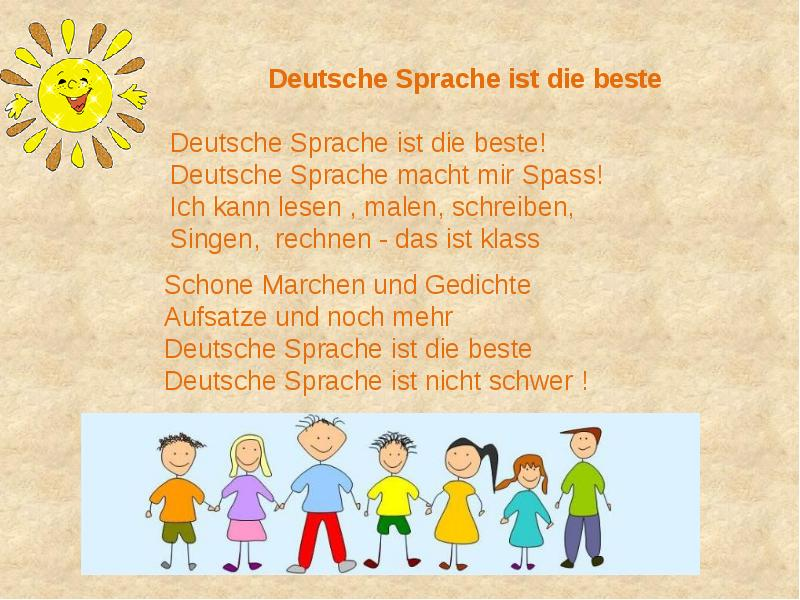 Deutsche Sprache ist die beste
Deutsche Sprache ist die beste!
Deutsche Sprache macht mir Spass!
Ich kann lesen , malen, schreiben,
Singen,  rechnen - das ist klass
Schone Marchen und Gedichte
Aufsatze und noch mehr
Deutsche Sprache ist die beste
Deutsche Sprache ist nicht schwer !